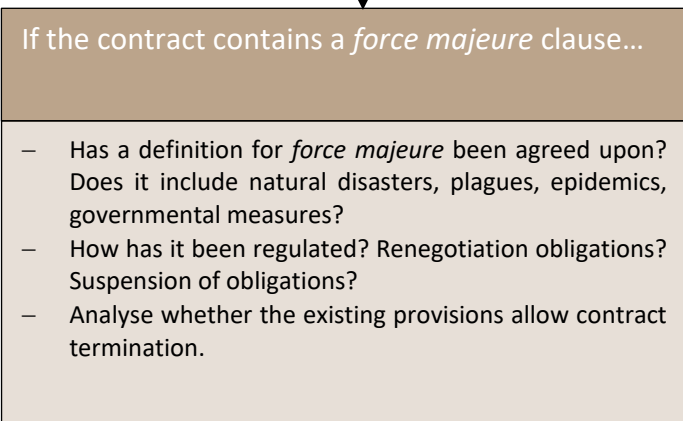 If the contract contains a force majeure clause…
– Has a definition for force majeure been agreed upon?
Does it include natural disasters, plagues, epidemics,
governmental measures?
– How has it been regulated? Renegotiation obligations?
Suspension of obligations?
– Analyse whether the existing provisions allow contract
termination.